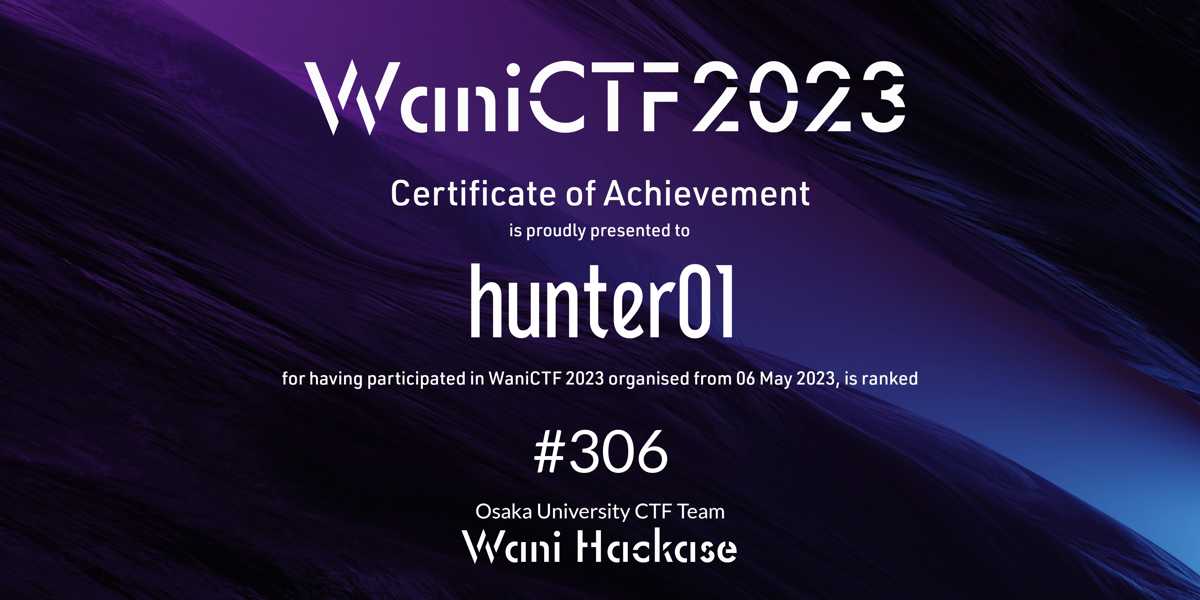 WaniCTF2023
Certificate of Achievement
is proudly presented to
hunter01
for having participated in WaniCTF 2023 organised from 06 May 2023, is ranked
#306
Osaka University CTF Team
Wani Hackase